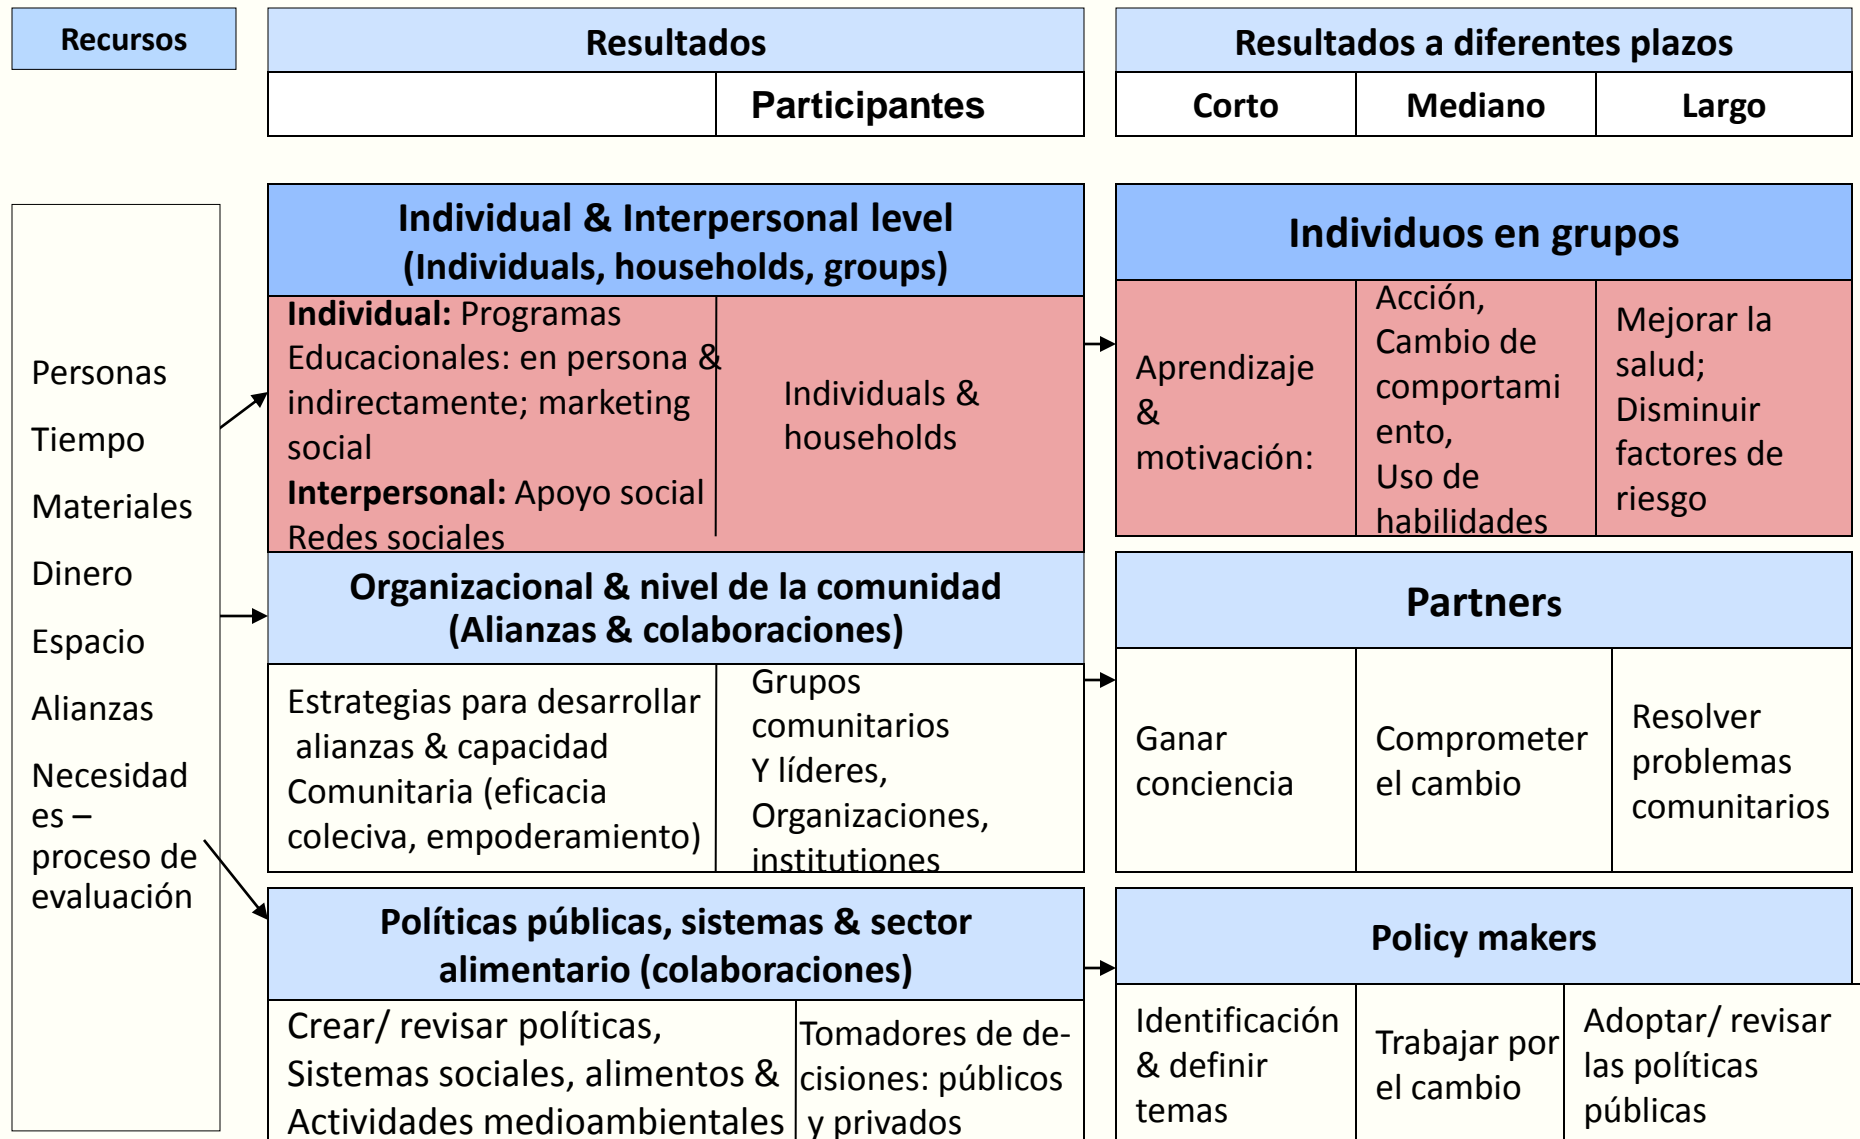 Recursos
Resultados
Participantes
Resultados a diferentes plazos
Corto
Mediano
Largo
Personas
Tiempo
Materiales
Dinero
Espacio
Alianzas
Necesidad
es –
proceso de
evaluación
Individual & Interpersonal level
(Individuals, households, groups)
Individual: Programas
Educacionales: en persona &
indirectamente; marketing
social
Interpersonal: Apoyo social
Redes sociales
Individuals &
households
Individuos en grupos
Aprendizaje
&
motivación:
Acción,
Cambio de
comportami
ento,
Uso de
habilidades
Mejorar la
salud;
Disminuir
factores de
riesgo
Organizacional & nivel de la comunidad
(Alianzas & colaboraciones)
Estrategias para desarrollar
alianzas & capacidad
Comunitaria (eficacia
coleciva, empoderamiento)
Grupos
comunitarios
Y líderes,
Organizaciones,
institutiones
Partners
Ganar
conciencia
Comprometer
el cambio
Resolver
problemas
comunitarios
Políticas públicas, sistemas & sector
alimentario (colaboraciones)
Crear/ revisar políticas,
Sistemas sociales, alimentos &
Actividades medioambientales
Tomadores de de-
cisiones: públicos
y privados
Policy makers
Identificación
& definir
temas
Trabajar por
el cambio
Adoptar/ revisar
las políticas
públicas